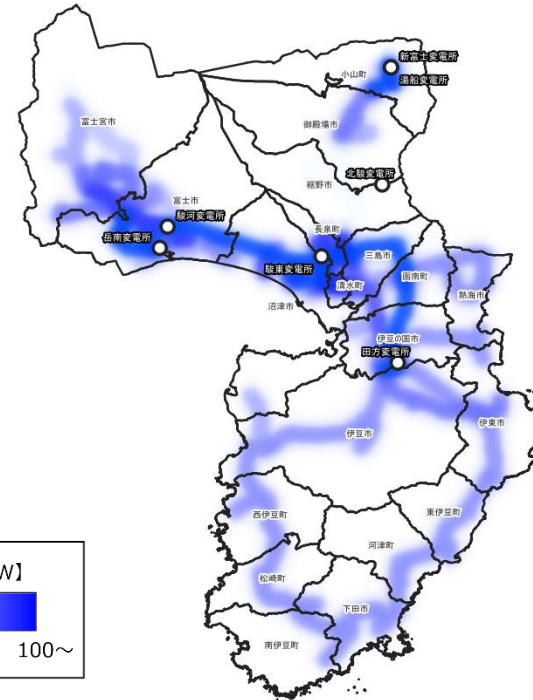 新富士変電所
小山町
湯船変電所
富士宮市
御殿場市
北駿変電所
裾野市
富士市
駿河変電所
長泉町
岳南変電所
三島市
駿東変電所
函南町
清水町
熱海市
沼津市
伊豆の国市
田方変電所
伊東市
伊豆市
西伊豆町
東伊豆町
河津町
松崎町
下田市
南伊豆町
W】
100～